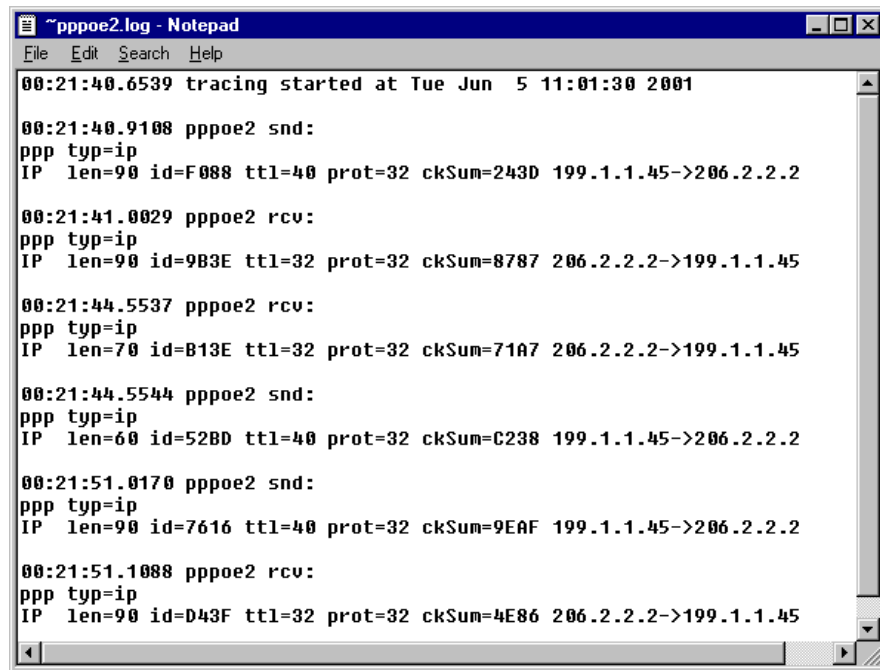 ~pppoe2.log - Notepad
File Edit Search Help
00:21:40.6539 tracing started at Tue Jun  5 11:01:30 2001
00:21:40.9108 pppoe2 snd:
ppp typ=ip
IP  len=90 id=F088 ttl=40 prot=32 ckSum=243D 199.1.1.45->206.2.2.2
00:21:41.0029 pppoe2 rcv:
ppp typ=ip
IP  len=90 id=9B3E ttl=32 prot=32 ckSum=8787 206.2.2.2->199.1.1.45
00:21:44.5537 pppoe2 rcv:
ppp typ=ip
IP  len=70 id=B13E ttl=32 prot=32 ckSum=71A7 206.2.2.2->199.1.1.45
00:21:44.5544 pppoe2 snd:
ppp typ=ip
IP  len=60 id=52BD ttl=40 prot=32 ckSum=C238 199.1.1.45->206.2.2.2
00:21:51.0170 pppoe2 snd:
ppp typ=ip
IP  len=90 id=7616 ttl=40 prot=32 ckSum=9EAF 199.1.1.45->206.2.2.2
00:21:51.1088 pppoe2 rcv:
ppp typ=ip
IP  len=90 id=D43F ttl=32 prot=32 ckSum=4E86 206.2.2.2->199.1.1.45